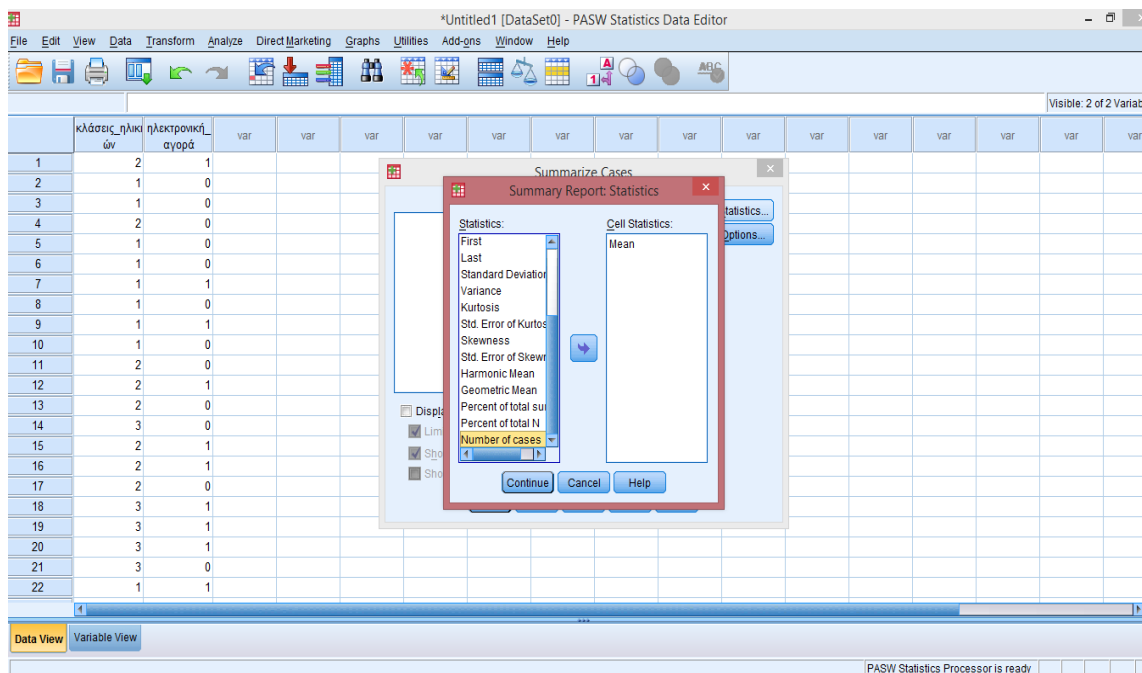 *Untitled1 [DataSet0] - PASW Statistics Data Editor
File Edit View Data Transform Analyze Direct Marketing Graphs Utilities Add-ons Window Help
Visible: 2 of 2 Variab
κλάσεις_ηλικι ηλεκτρονική_ var var var var var var var var var var var var var var var
ών αγορά
1 2 1
2 1 0
3 1 0
4 2 0
5 1 0
6 1 0
7 1 1
8 1 0
9 1 1
10 1 0
11 2 0
12 2 1
13 2 0
14 3 0
15 2 1
16 2 1
17 2 0
18 3 1
19 3 1
20 3 1
21 3 0
22 1 1
Summarize Cases
tatistics...
Options...
Displa
Lim
Sho
Sho
Summary Report: Statistics
Statistics:
First
Last
Standard Deviation
Variance
Kurtosis
Std. Error of Kurtos
Skewness
Std. Error of Skewn
Harmonic Mean
Geometric Mean
Percent of total su
Percent of total N
Number of cases
Cell Statistics:
Mean
Continue Cancel Help
Data View Variable View
PASW Statistics Processor is ready